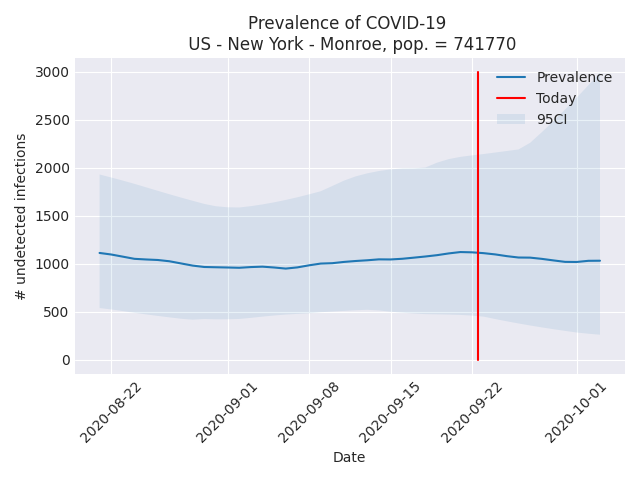 Prevalence of COVID-19
US - New York - Monroe, pop. = 741770
3000
2500
2000
1500
1000
500
0
# undetected infections
Prevalence
Today
95CI
2020-08-22
2020-09-01
2020-09-08
2020-09-15
2020-09-22
2020-10-01
Date